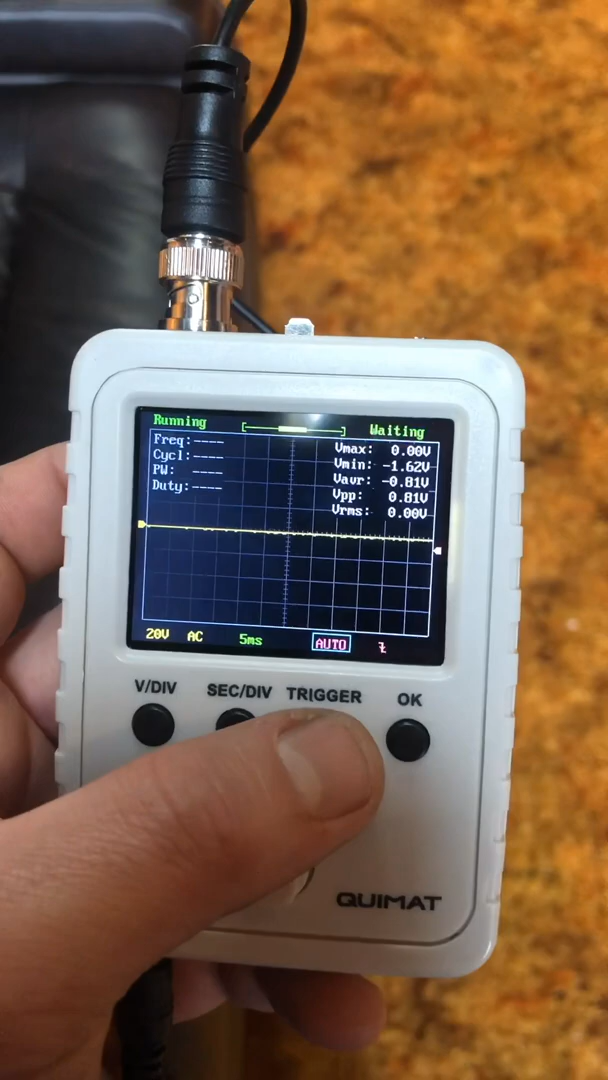 Running
Waiting
Freq:----
Cycl:----
PW: ----
Duty:----
Vmax: 0.00V
Vmin: -1.62V
Vavr: -0.81V
Vpp: 0.81V
Vrms: 0.00V
20V AC 5ms AUTO
V/DIV SEC/DIV TRIGGER OK
QUIMAT